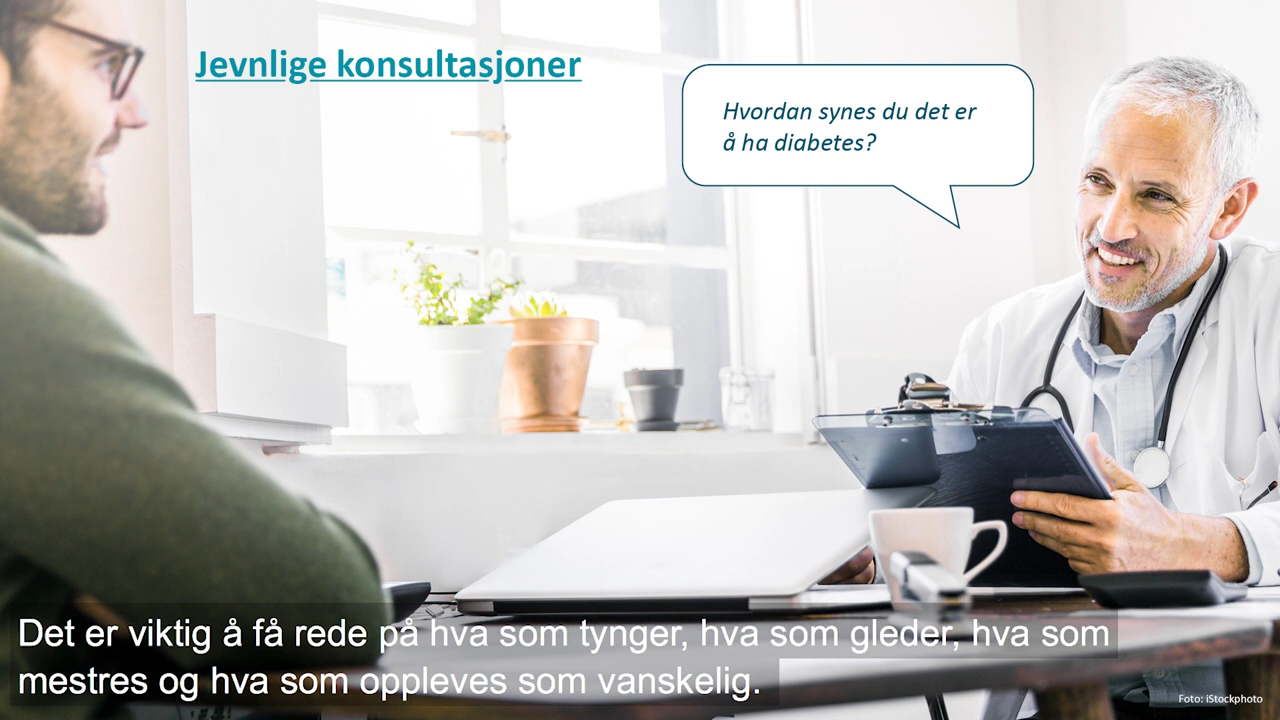 Jevnlige konsultasjoner
Hvordan synes du det er
å ha diabetes?
Det er viktig å få rede på hva som tynger, hva som gleder, hva som
mestres og hva som oppleves som vanskelig.
Foto: iStockphoto